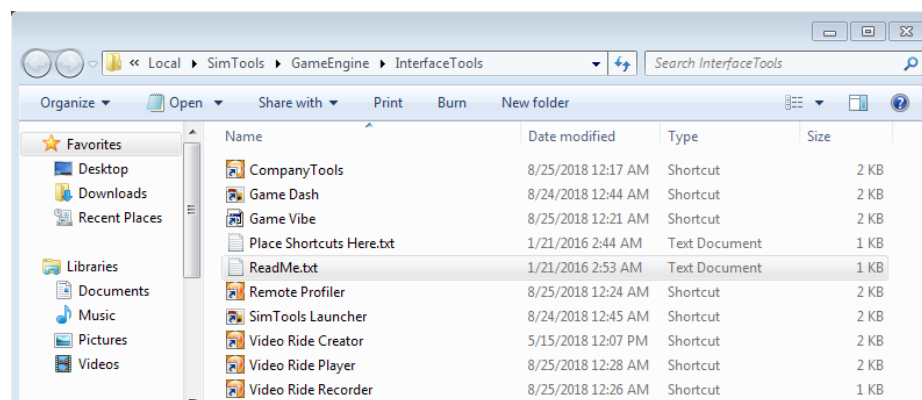 « Local ▸ SimTools ▸ GameEngine ▸ InterfaceTools
Search InterfaceTools
Organize Open Share with Print Burn New folder
Name Date modified Type Size
Favorites
Desktop
Downloads
Recent Places
Libraries
Documents
Music
Pictures
Videos
CompanyTools 8/25/2018 12:17 AM Shortcut 2 KB
Game Dash 8/24/2018 12:44 AM Shortcut 2 KB
Game Vibe 8/25/2018 12:21 AM Shortcut 2 KB
Place Shortcuts Here.txt 1/21/2016 2:44 AM Text Document 1 KB
ReadMe.txt 1/21/2016 2:53 AM Text Document 1 KB
Remote Profiler 8/25/2018 12:24 AM Shortcut 2 KB
SimTools Launcher 8/24/2018 12:45 AM Shortcut 2 KB
Video Ride Creator 5/15/2018 12:07 PM Shortcut 2 KB
Video Ride Player 8/25/2018 12:28 AM Shortcut 2 KB
Video Ride Recorder 8/25/2018 12:26 AM Shortcut 1 KB